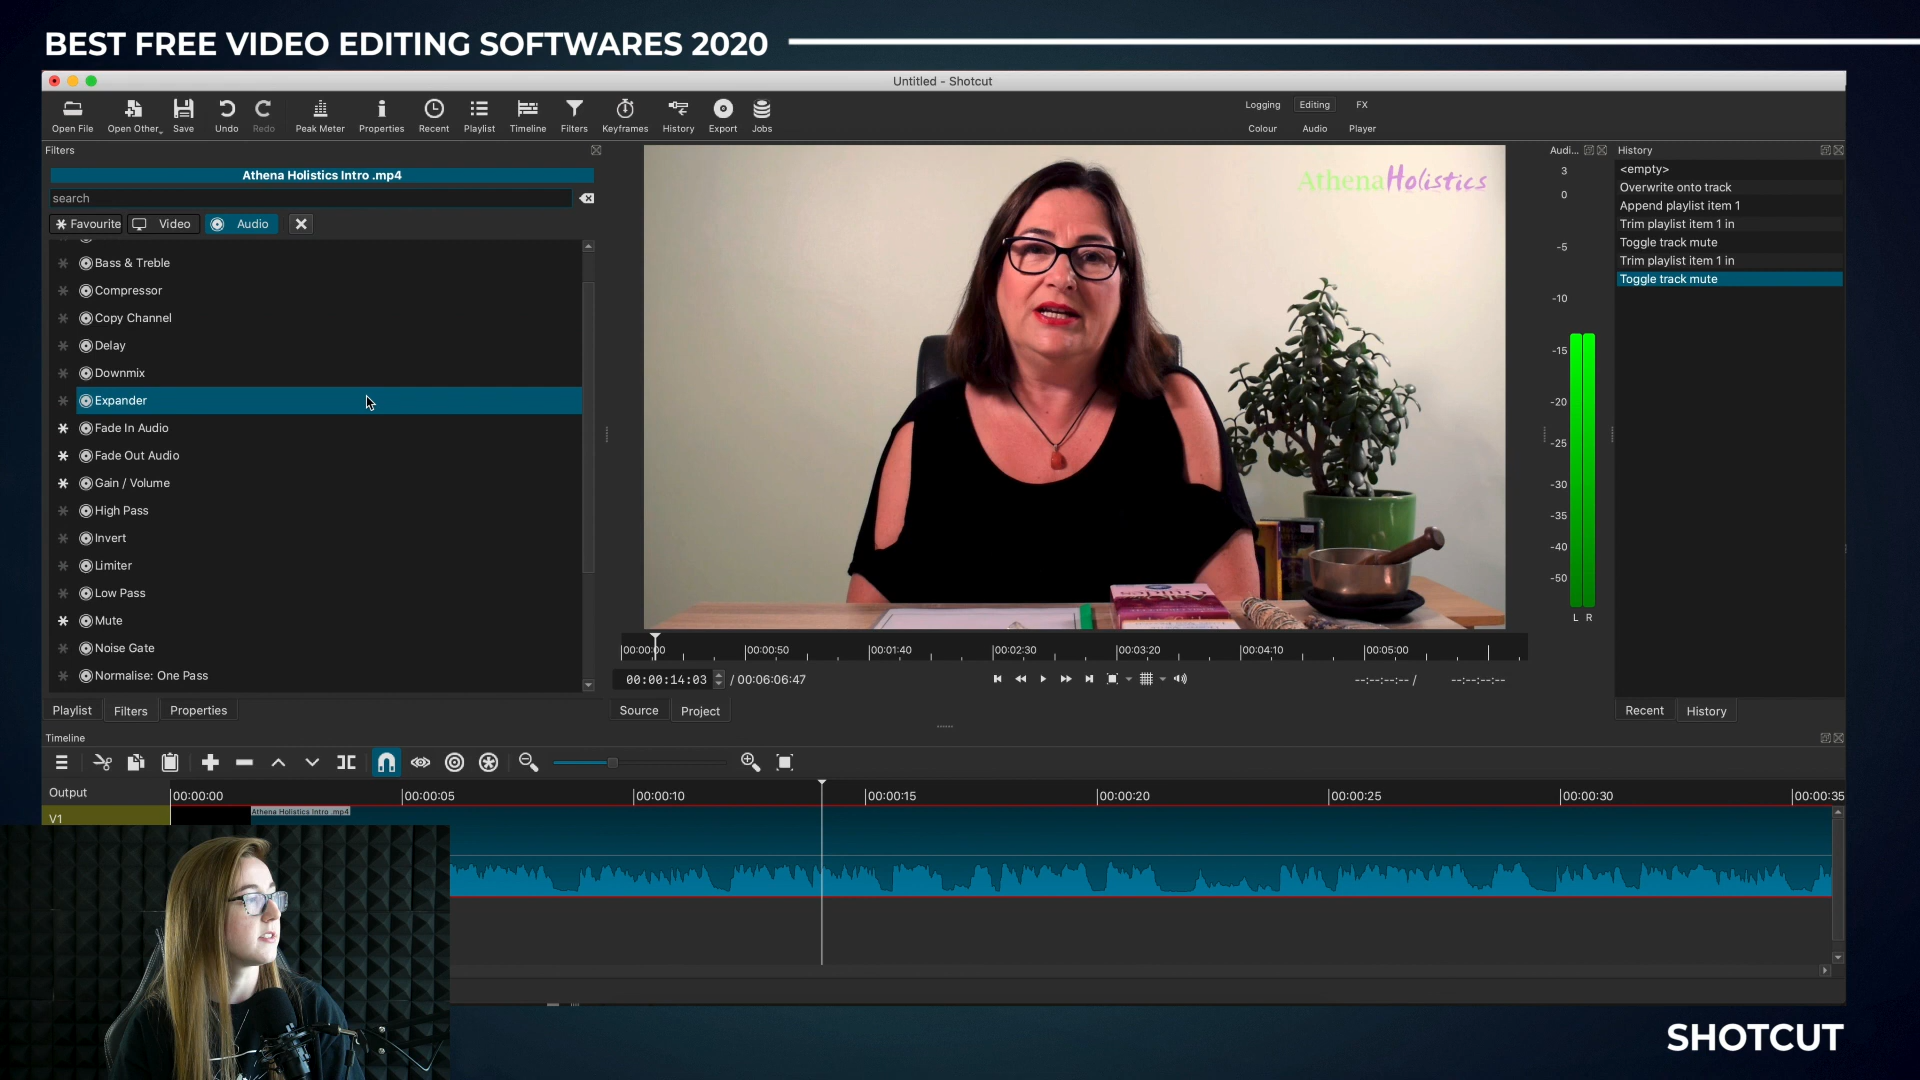 BEST FREE VIDEO EDITING SOFTWARES 2020
Untitled - Shotcut
Open File Open Other Save Undo Redo Peak Meter Properties Recent Playlist Timeline Filters Keyframes History Export Jobs
Logging Editing FX
Colour Audio Player
Filters
Athena Holistics Intro .mp4
search
Favourite Video Audio
Bass & Treble
Compressor
Copy Channel
Delay
Downmix
Expander
Fade In Audio
Fade Out Audio
Gain / Volume
High Pass
Invert
Limiter
Low Pass
Mute
Noise Gate
Normalise: One Pass
Playlist Filters Properties
AthenaHolistics
00:00:00 00:00:50 00:01:40 00:02:30 00:03:20 00:04:10 00:05:00
00:00:14:03 / 00:06:06:47
--:--:--:-- / --:--:--:--
Source Project
Audi...
3
0
-5
-10
-15
-20
-25
-30
-35
-40
-50
L R
History
<empty>
Overwrite onto track
Append playlist item 1
Trim playlist item 1 in
Toggle track mute
Trim playlist item 1 in
Toggle track mute
Recent History
Timeline
Output
00:00:00 00:00:05 00:00:10 00:00:15 00:00:20 00:00:25 00:00:30 00:00:35
V1
Athena Holistics Intro .mp4
SHOTCUT